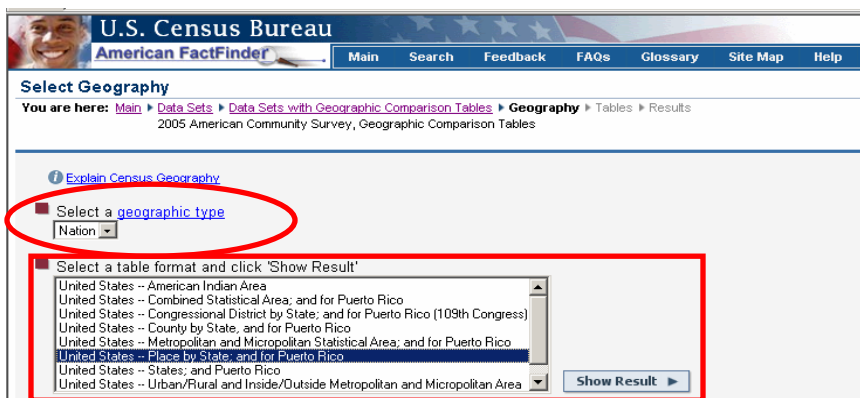 U.S. Census Bureau
American FactFinder
Main Search Feedback FAQs Glossary Site Map Help
Select Geography
You are here: Main ▶ Data Sets ▶ Data Sets with Geographic Comparison Tables ▶ Geography ▶ Tables ▶ Results
2005 American Community Survey, Geographic Comparison Tables
i Explain Census Geography
Select a geographic type
Nation
Select a table format and click 'Show Result'
United States -- American Indian Area
United States -- Combined Statistical Area; and for Puerto Rico
United States -- Congressional District by State; and for Puerto Rico (109th Congress)
United States -- County by State, and for Puerto Rico
United States -- Metropolitan and Micropolitan Statistical Area; and for Puerto Rico
United States -- Place by State; and for Puerto Rico
United States -- States; and Puerto Rico
United States -- Urban/Rural and Inside/Outside Metropolitan and Micropolitan Area
Show Result ▶